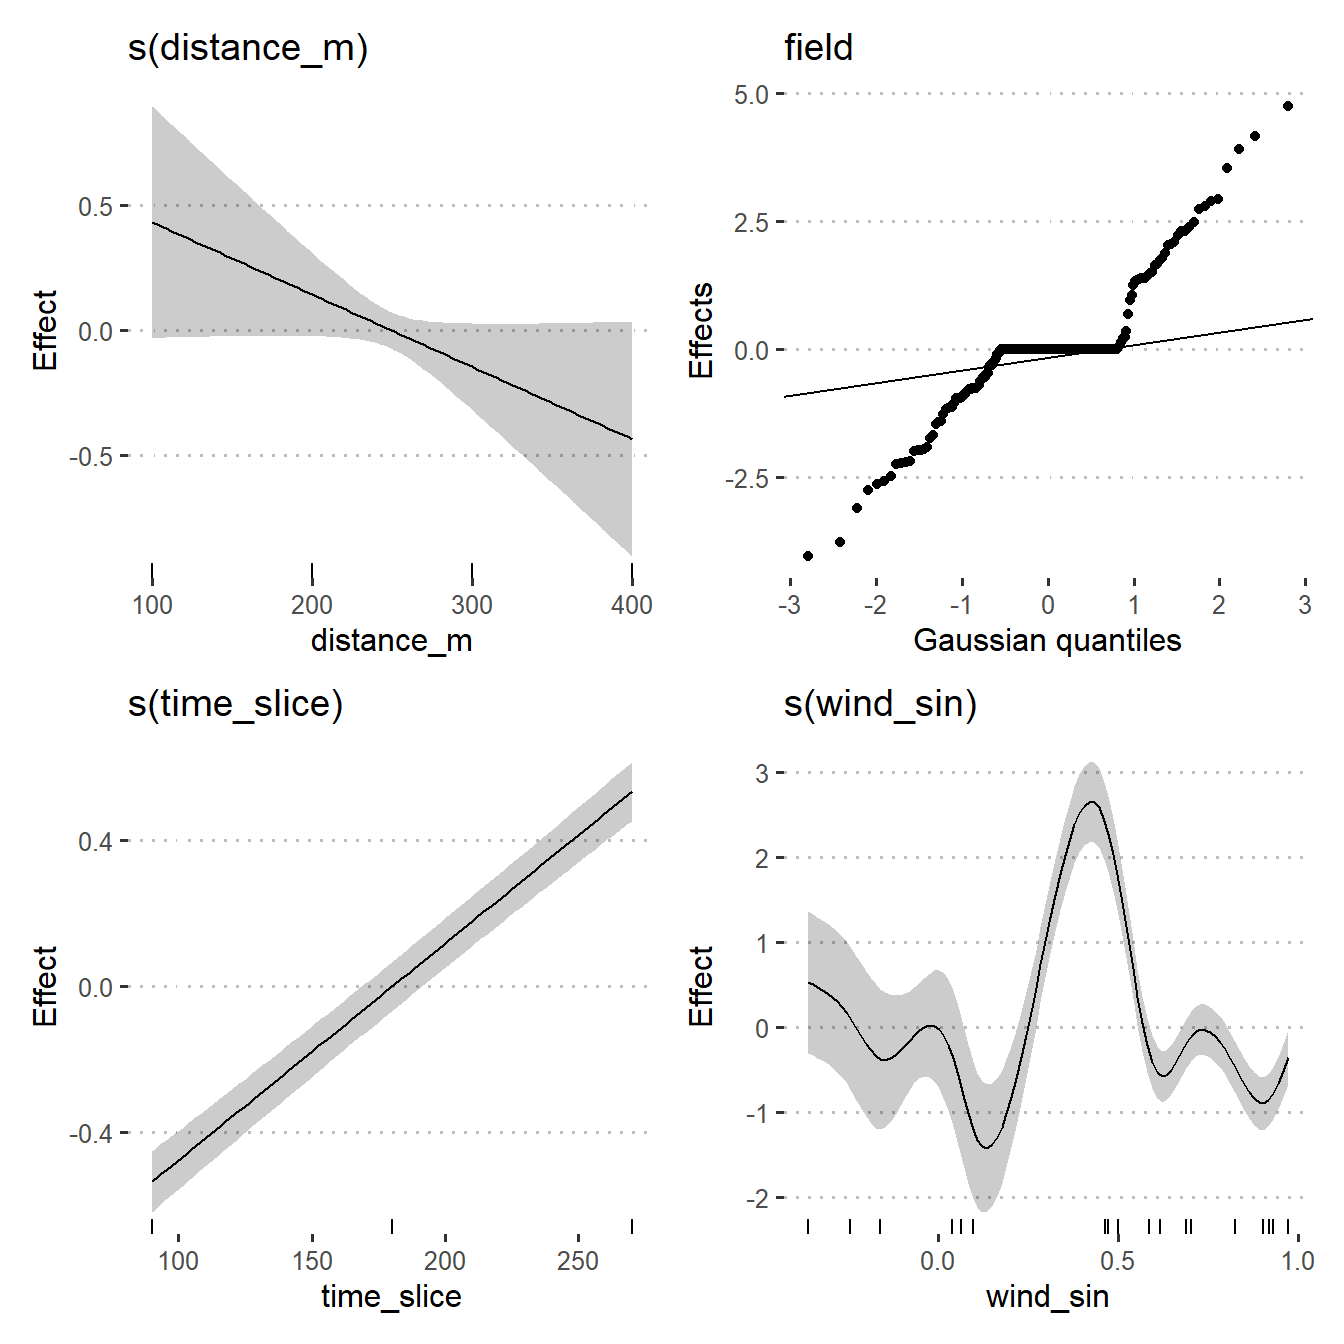 s(distance_m)
0.5
0.0
-0.5
Effect
100 200 300 400
distance_m
field
5.0
2.5
0.0
-2.5
Effects
-3 -2 -1 0 1 2 3
Gaussian quantiles
s(time_slice)
0.4
0.0
-0.4
Effect
100 150 200 250
time_slice
s(wind_sin)
3
2
1
0
-1
-2
Effect
0.0 0.5 1.0
wind_sin